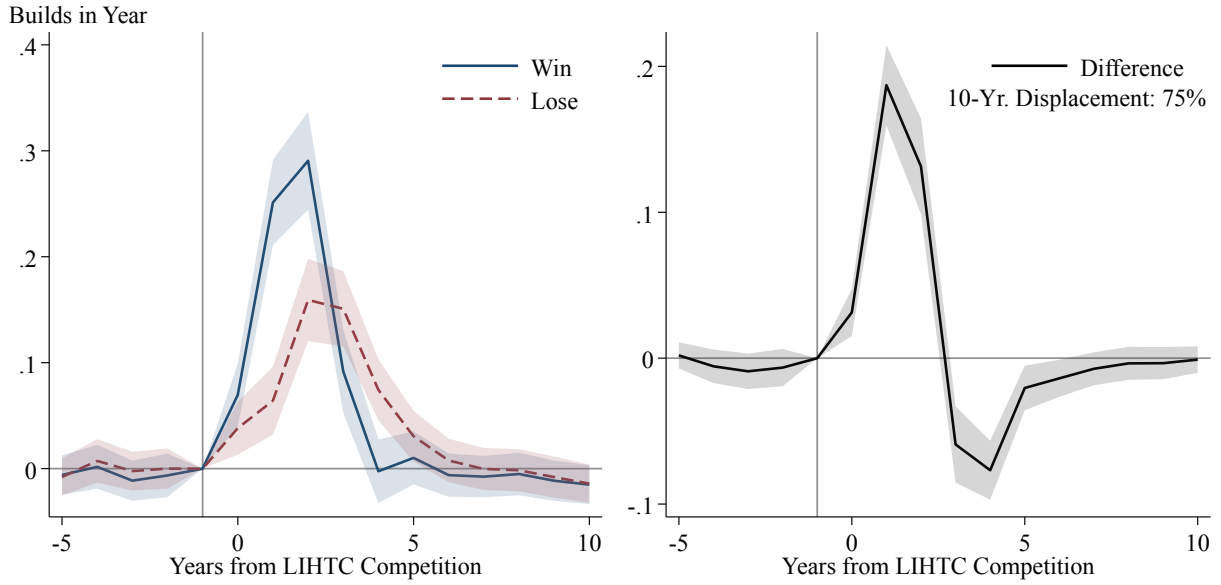 Builds in Year
.4
.3
.2
.1
0
-5
0
5
10
Years from LIHTC Competition
Win
Lose
.2
.1
0
-.1
-5
0
5
10
Years from LIHTC Competition
Difference
10-Yr. Displacement: 75%